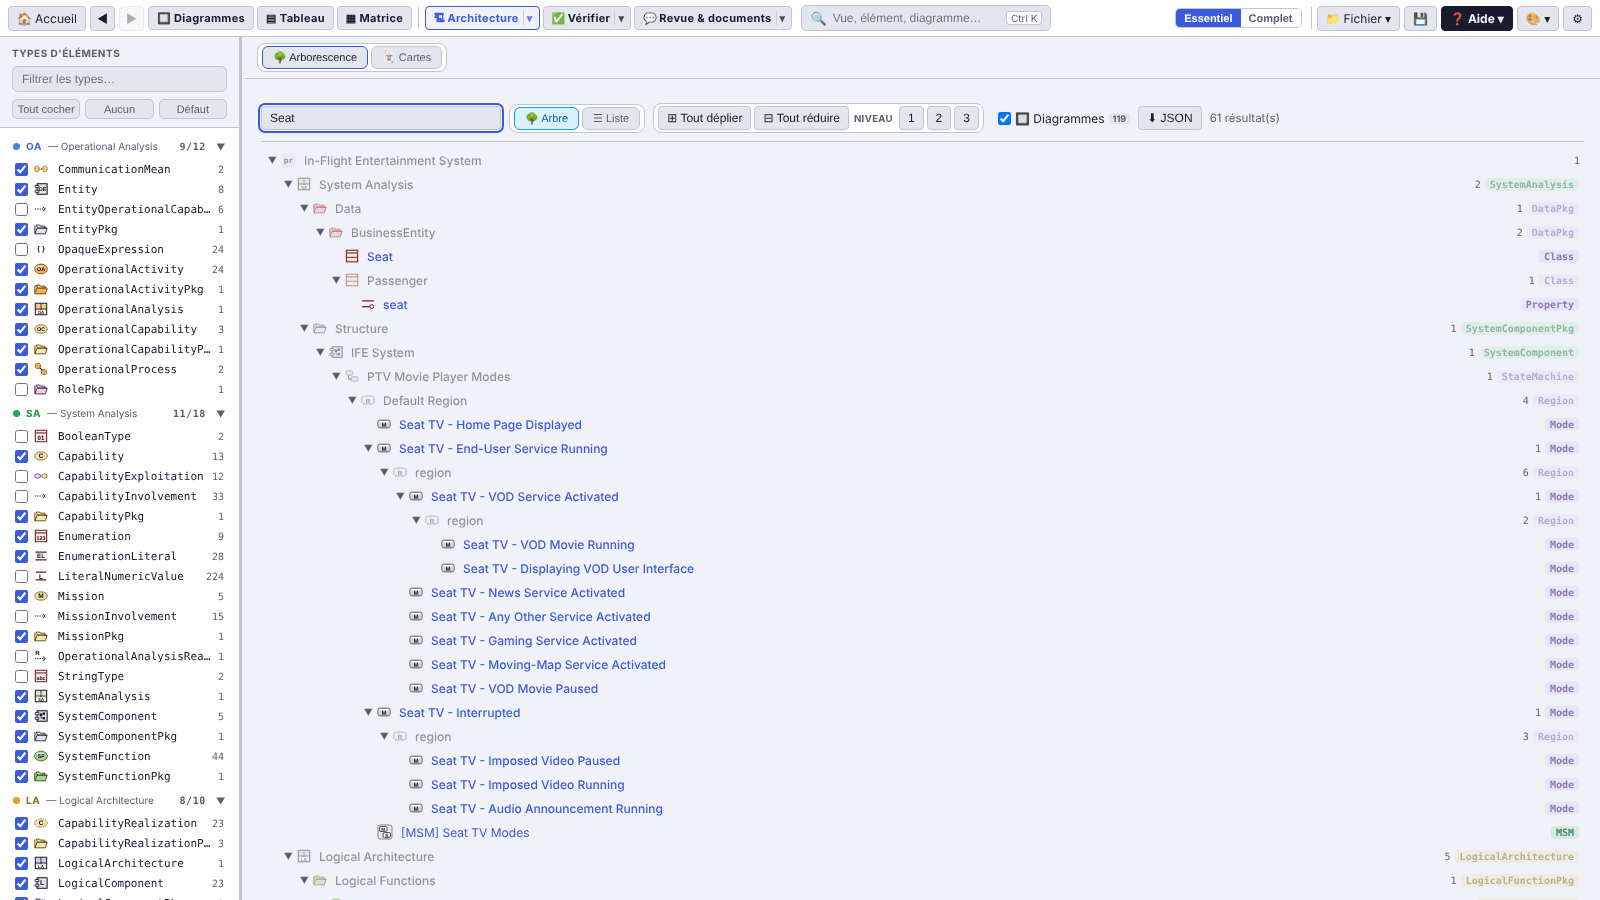 🏠 Accueil ◀ ▶ Diagrammes Tableau Matrice Architecture ▾ Vérifier ▾ Revue & documents ▾ Vue, élément, diagramme… Ctrl K Essentiel Complet Fichier ▾ Aide ▾ ▾
TYPES D'ÉLÉMENTS
Filtrer les types…
Tout cocher Aucun Défaut
OA — Operational Analysis 9/12 ▼
CommunicationMean 2
Entity 8
EntityOperationalCapab… 6
EntityPkg 1
OpaqueExpression 24
OperationalActivity 24
OperationalActivityPkg 1
OperationalAnalysis 1
OperationalCapability 3
OperationalCapabilityP… 1
OperationalProcess 2
RolePkg 1
SA — System Analysis 11/18 ▼
BooleanType 2
Capability 13
CapabilityExploitation 12
CapabilityInvolvement 33
CapabilityPkg 1
Enumeration 9
EnumerationLiteral 28
LiteralNumericValue 224
Mission 5
MissionInvolvement 15
MissionPkg 1
OperationalAnalysisRea… 1
StringType 2
SystemAnalysis 1
SystemComponent 5
SystemComponentPkg 1
SystemFunction 44
SystemFunctionPkg 1
LA — Logical Architecture 8/10 ▼
CapabilityRealization 23
CapabilityRealizationP… 3
LogicalArchitecture 1
LogicalComponent 23
Arborescence Cartes
Seat Arbre Liste Tout déplier Tout réduire NIVEAU 1 2 3 Diagrammes 119 JSON 61 résultat(s)
▼ pr In-Flight Entertainment System 1
▼ System Analysis 2 SystemAnalysis
▼ Data 1 DataPkg
▼ BusinessEntity 2 DataPkg
Seat Class
▼ Passenger 1 Class
seat Property
▼ Structure 1 SystemComponentPkg
▼ IFE System 1 SystemComponent
▼ PTV Movie Player Modes 1 StateMachine
▼ Default Region 4 Region
Seat TV - Home Page Displayed Mode
▼ Seat TV - End-User Service Running 1 Mode
▼ region 6 Region
▼ Seat TV - VOD Service Activated 1 Mode
▼ region 2 Region
Seat TV - VOD Movie Running Mode
Seat TV - Displaying VOD User Interface Mode
Seat TV - News Service Activated Mode
Seat TV - Any Other Service Activated Mode
Seat TV - Gaming Service Activated Mode
Seat TV - Moving-Map Service Activated Mode
Seat TV - VOD Movie Paused Mode
▼ Seat TV - Interrupted 1 Mode
▼ region 3 Region
Seat TV - Imposed Video Paused Mode
Seat TV - Imposed Video Running Mode
Seat TV - Audio Announcement Running Mode
[MSM] Seat TV Modes MSM
▼ Logical Architecture 5 LogicalArchitecture
▼ Logical Functions 1 LogicalFunctionPkg